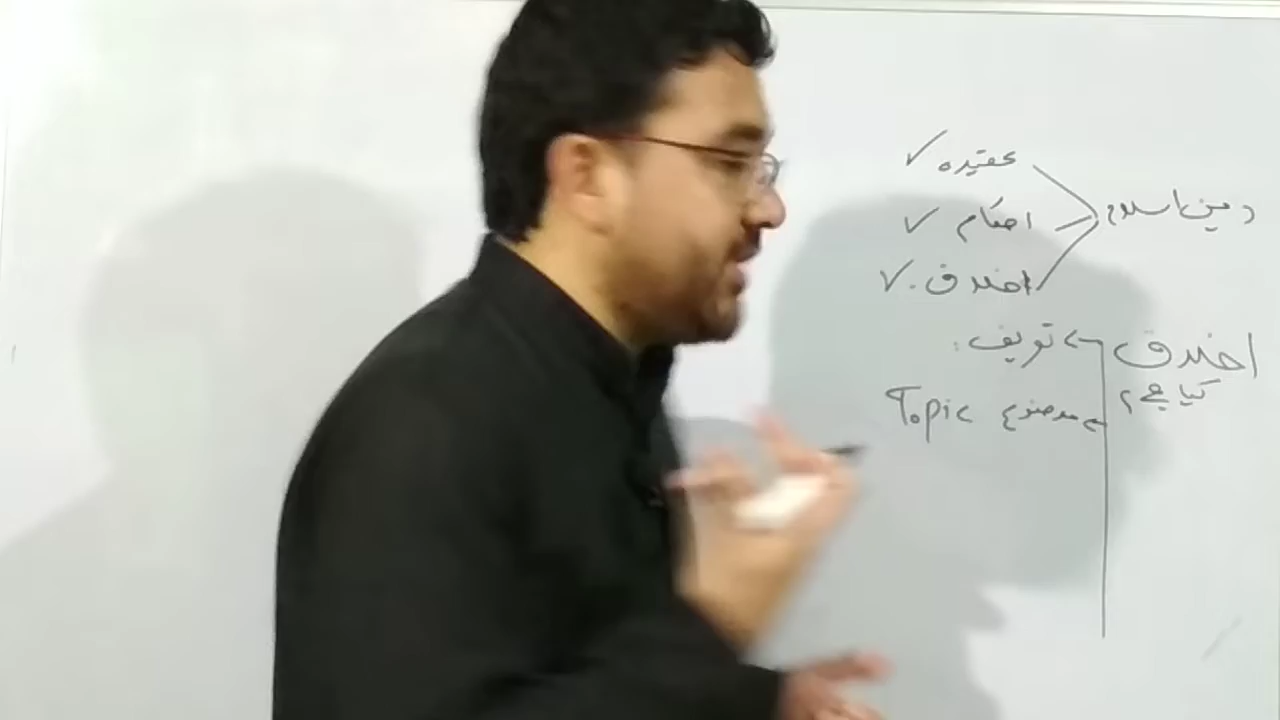 عقیدہ ✓
دین اسلام
احکام ✓
اخلاق ✓
اخلاق
کیا ہے؟
تعریف :
موضوع Topic